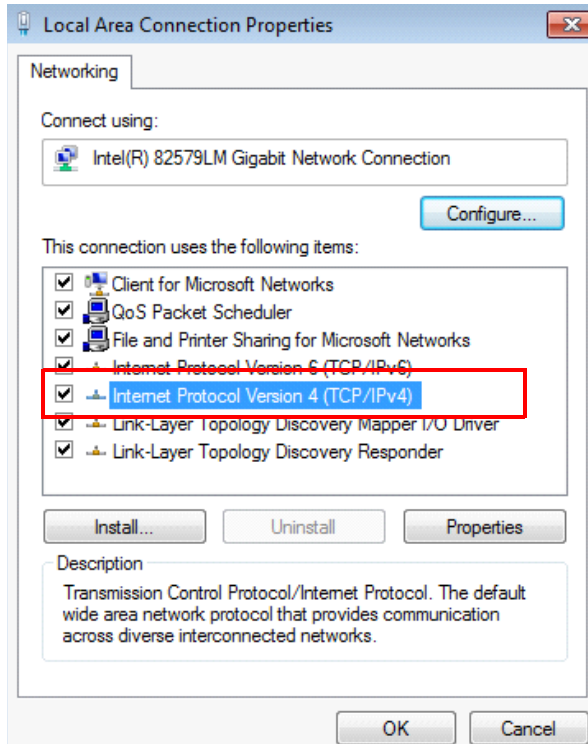 Local Area Connection Properties
Networking
Connect using:
Intel(R) 82579LM Gigabit Network Connection
Configure...
This connection uses the following items:
Client for Microsoft Networks
QoS Packet Scheduler
File and Printer Sharing for Microsoft Networks
Internet Protocol Version 6 (TCP/IPv6)
Internet Protocol Version 4 (TCP/IPv4)
Link-Layer Topology Discovery Mapper I/O Driver
Link-Layer Topology Discovery Responder
Install... Uninstall Properties
Description
Transmission Control Protocol/Internet Protocol. The default
wide area network protocol that provides communication
across diverse interconnected networks.
OK Cancel